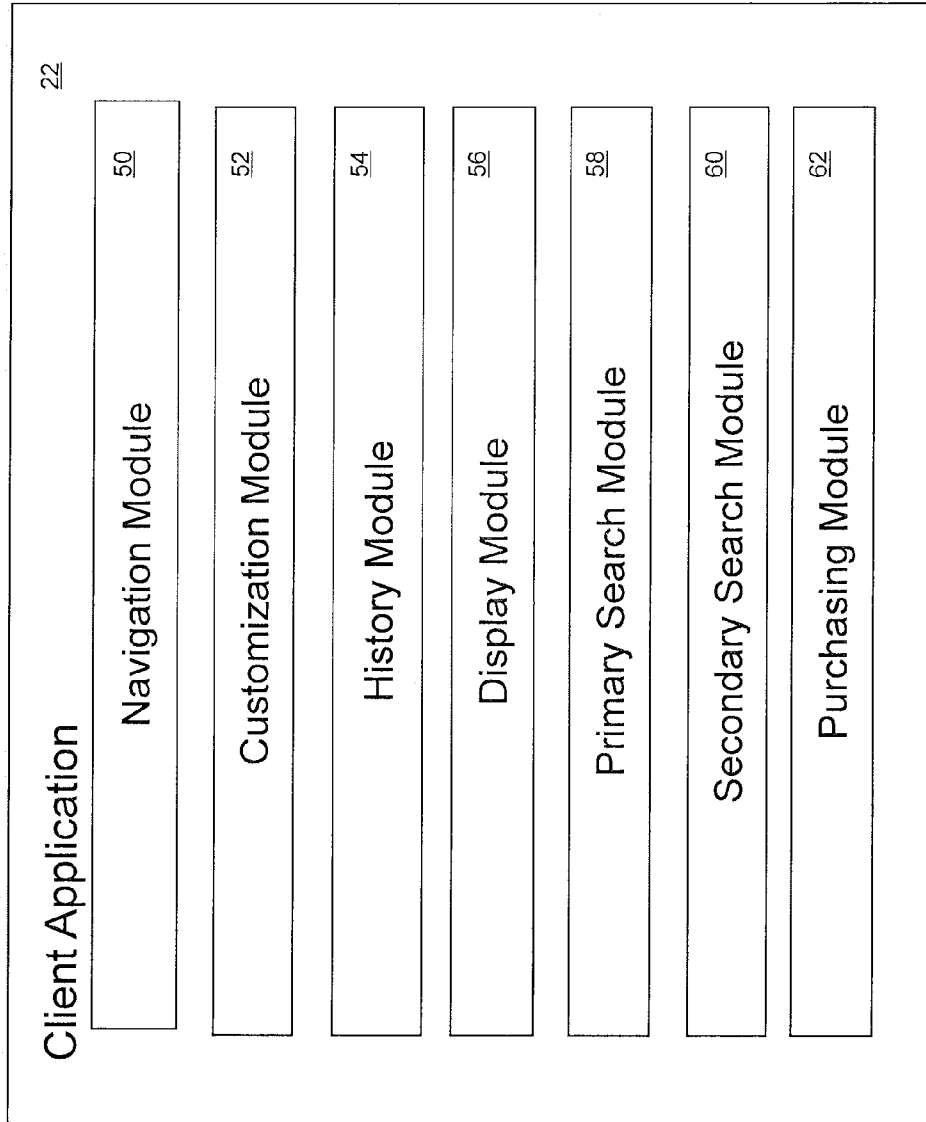 Client Application
22
Navigation Module
50
Customization Module
52
History Module
54
Display Module
56
Primary Search Module
58
Secondary Search Module
60
Purchasing Module
62